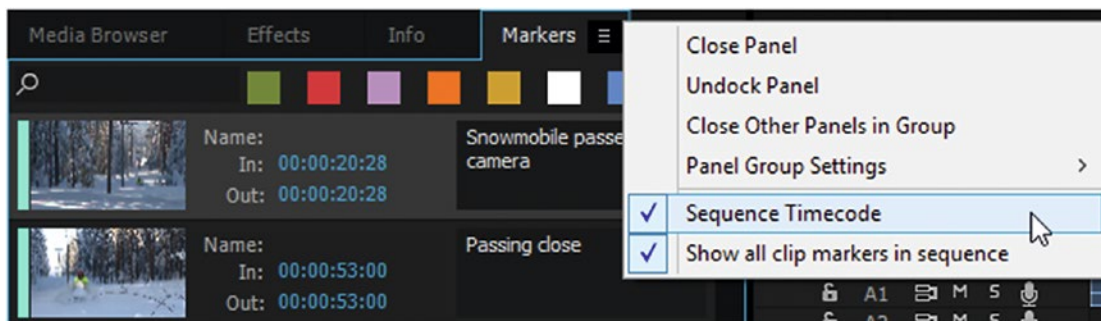 Media Browser Effects Info Markers
Close Panel
Undock Panel
Close Other Panels in Group
Panel Group Settings
Sequence Timecode
Show all clip markers in sequence
Name:
In: 00:00:20:28
Out: 00:00:20:28
Snowmobile passe
camera
Name:
In: 00:00:53:00
Out: 00:00:53:00
Passing close
A1 M S
M S